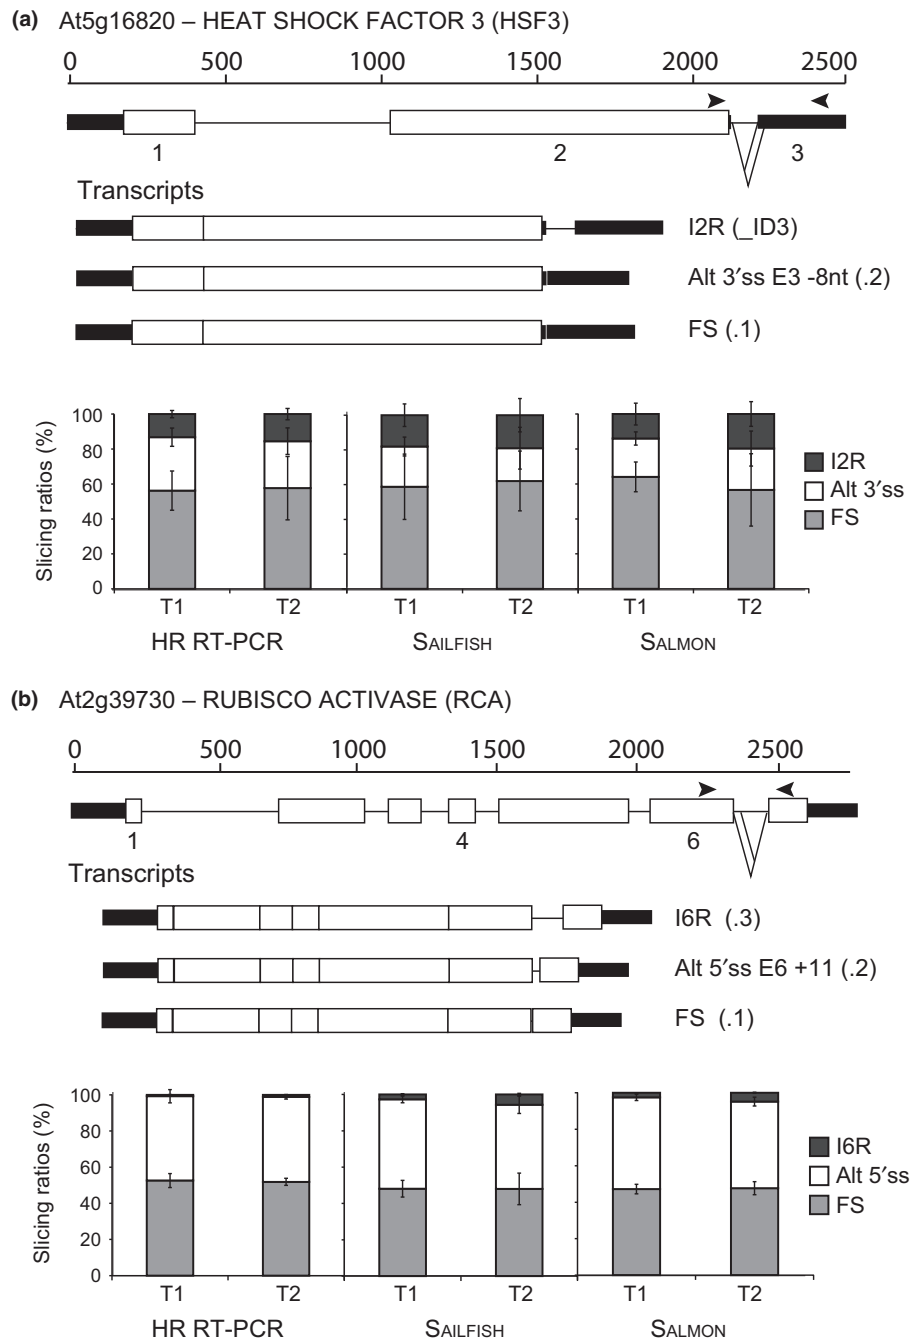 (a) At5g16820 – HEAT SHOCK FACTOR 3 (HSF3)
0 500 1000 1500 2000 2500
1 2 3
Transcripts
I2R (_ID3)
Alt 3′ss E3 -8nt (.2)
FS (.1)
Slicing ratios (%)
100
80
60
40
20
0
I2R
Alt 3′ss
FS
T1 T2 T1 T2 T1 T2
HR RT-PCR SAILFISH SALMON
(b) At2g39730 – RUBISCO ACTIVASE (RCA)
0 500 1000 1500 2000 2500
1 4 6
Transcripts
I6R (.3)
Alt 5′ss E6 +11 (.2)
FS (.1)
Slicing ratios (%)
100
80
60
40
20
0
I6R
Alt 5′ss
FS
T1 T2 T1 T2 T1 T2
HR RT-PCR SAILFISH SALMON